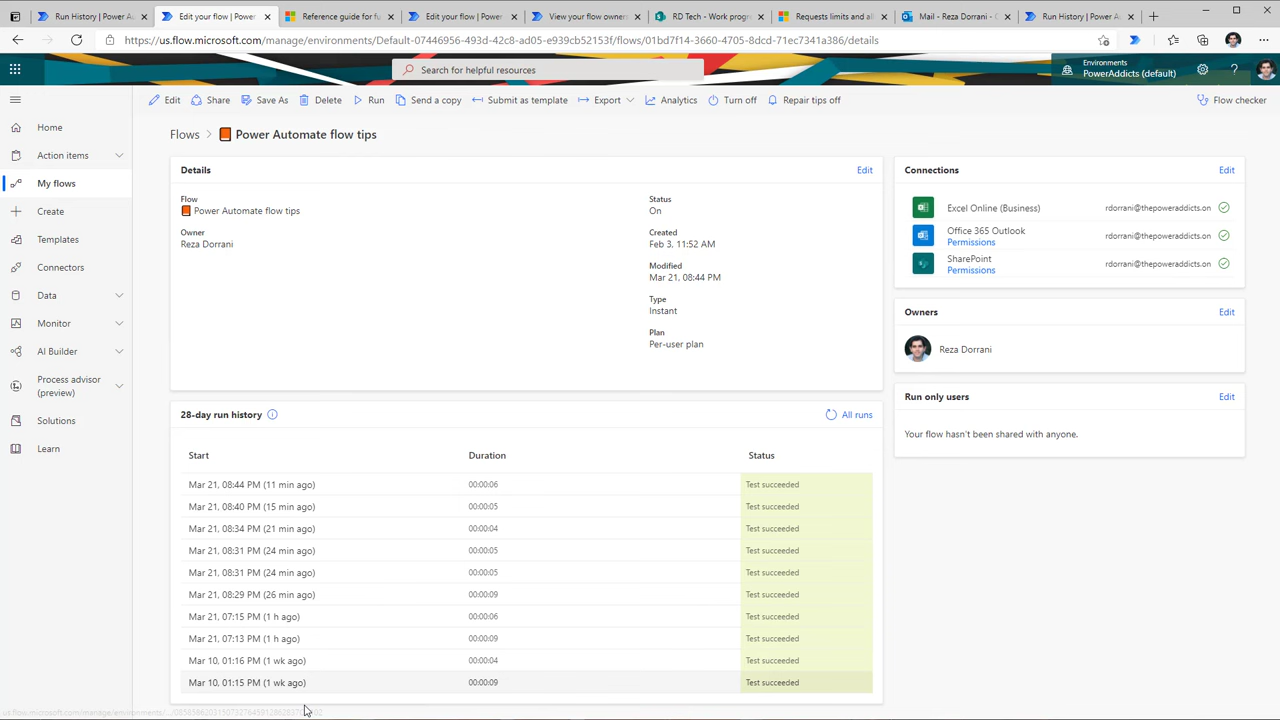 Run History | Power A
Edit your flow | Power
Reference guide for fu
Edit your flow | Power
View your flow owners
RD Tech - Work progr
Requests limits and all
Mail - Reza Dorrani - C
Run History | Power A
https://us.flow.microsoft.com/manage/environments/Default-07446956-493d-42c8-ad05-e939cb52153f/flows/01bd7f14-3660-4705-8dcd-71ec7341a386/details
Search for helpful resources
Environments
PowerAddicts (default)
Edit Share Save As Delete Run Send a copy Submit as template Export Analytics Turn off Repair tips off Flow checker
Home
Action items
My flows
Create
Templates
Connectors
Data
Monitor
AI Builder
Process advisor
(preview)
Solutions
Learn
Flows > Power Automate flow tips
Details Edit
Flow
Power Automate flow tips
Owner
Reza Dorrani
Status
On
Created
Feb 3, 11:52 AM
Modified
Mar 21, 08:44 PM
Type
Instant
Plan
Per-user plan
Connections Edit
Excel Online (Business) rdorrani@thepoweraddicts.on
Office 365 Outlook rdorrani@thepoweraddicts.on
Permissions
SharePoint rdorrani@thepoweraddicts.on
Permissions
Owners Edit
Reza Dorrani
Run only users Edit
Your flow hasn't been shared with anyone.
28-day run history All runs
Start Duration Status
Mar 21, 08:44 PM (11 min ago) 00:00:06 Test succeeded
Mar 21, 08:40 PM (15 min ago) 00:00:05 Test succeeded
Mar 21, 08:34 PM (21 min ago) 00:00:04 Test succeeded
Mar 21, 08:31 PM (24 min ago) 00:00:05 Test succeeded
Mar 21, 08:31 PM (24 min ago) 00:00:05 Test succeeded
Mar 21, 08:29 PM (26 min ago) 00:00:09 Test succeeded
Mar 21, 07:15 PM (1 h ago) 00:00:06 Test succeeded
Mar 21, 07:13 PM (1 h ago) 00:00:09 Test succeeded
Mar 10, 01:16 PM (1 wk ago) 00:00:04 Test succeeded
Mar 10, 01:15 PM (1 wk ago) 00:00:09 Test succeeded